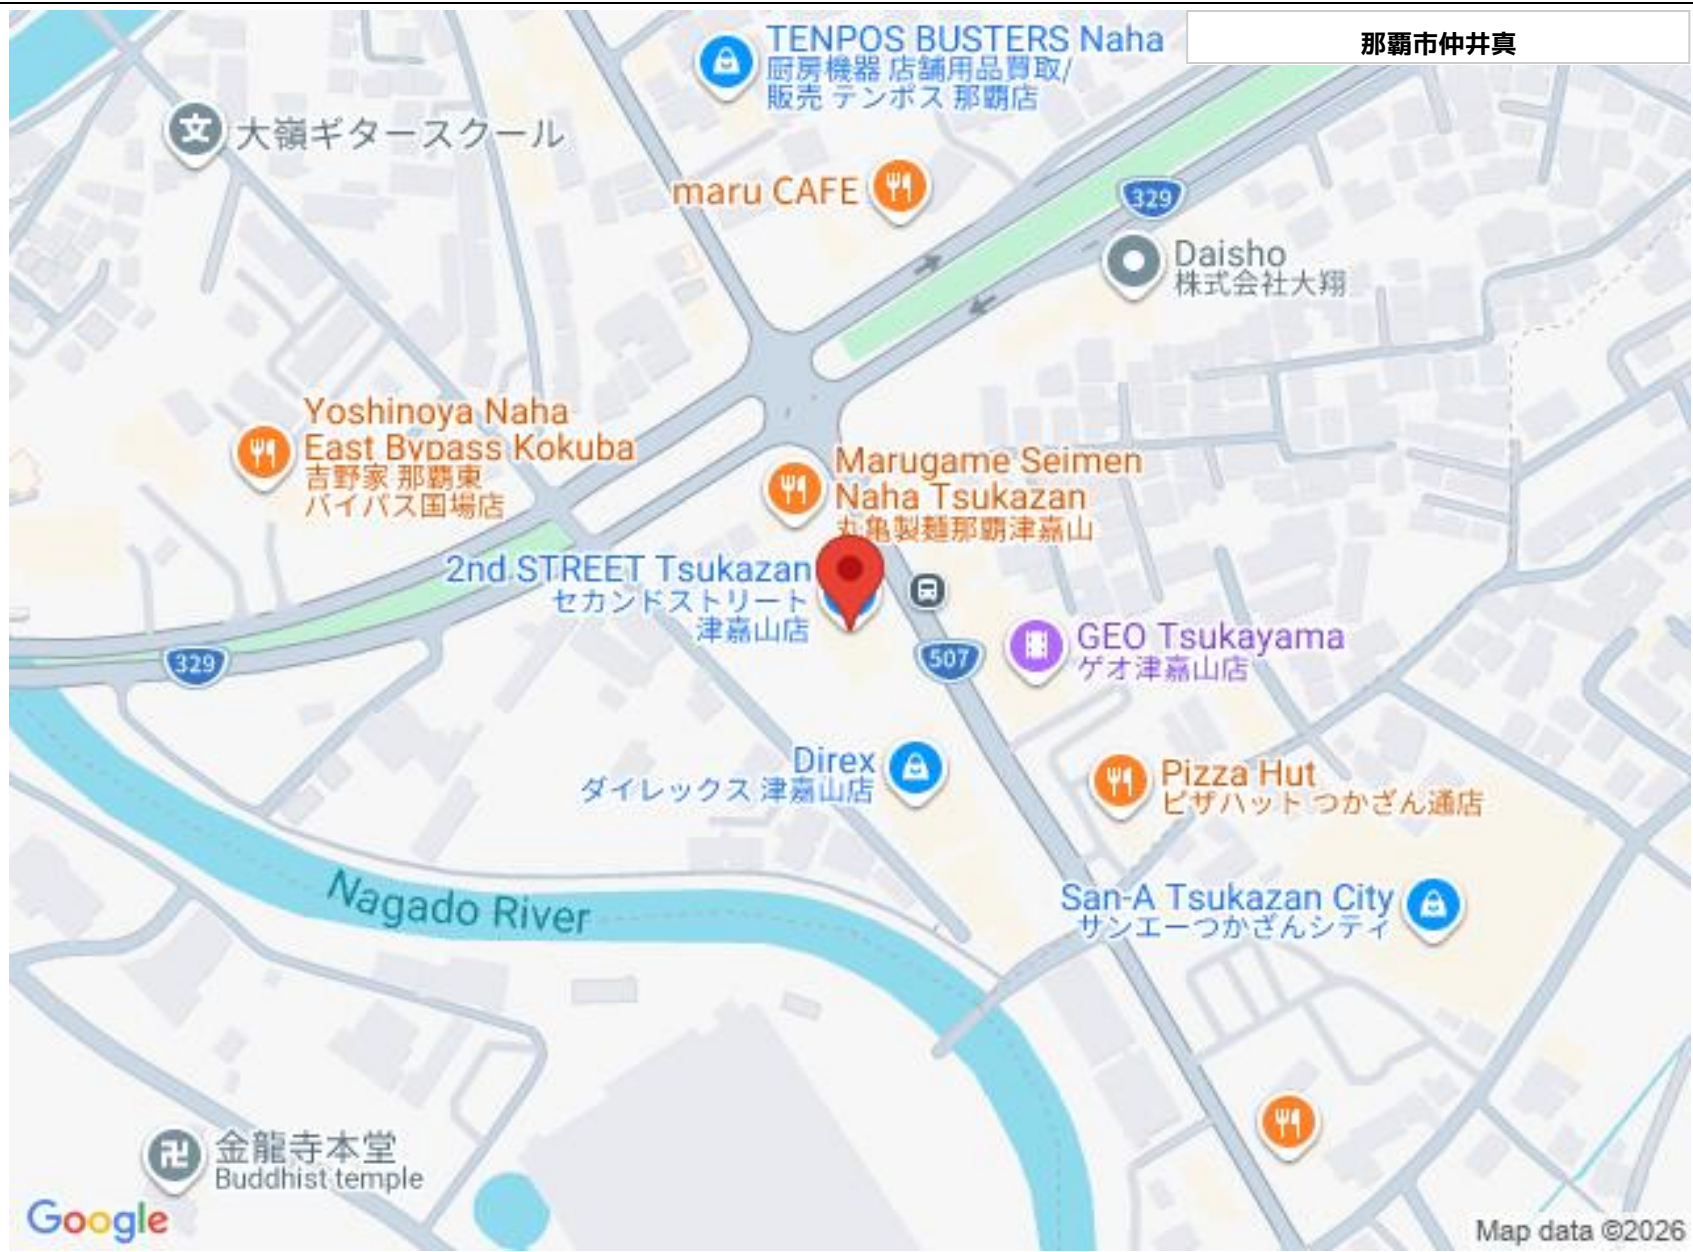 那覇市仲井真
TENPOS BUSTERS Naha
厨房機器 店舗用品買取/
販売 テンポス 那覇店
大嶺ギタースクール
maru CAFE
329
Daisho
株式会社大翔
Yoshinoya Naha
East Bypass Kokuba
吉野家 那覇東
バイパス国場店
Marugame Seimen
Naha Tsukazan
丸亀製麺那覇津嘉山
2nd STREET Tsukazan
セカンドストリート
津嘉山店
329
507
GEO Tsukayama
ゲオ津嘉山店
Direx
ダイレックス 津嘉山店
Pizza Hut
ピザハット つかざん通店
Nagado River
San-A Tsukazan City
サンエーつかざんシティ
金龍寺本堂
Buddhist temple
Google
Map data ©2026